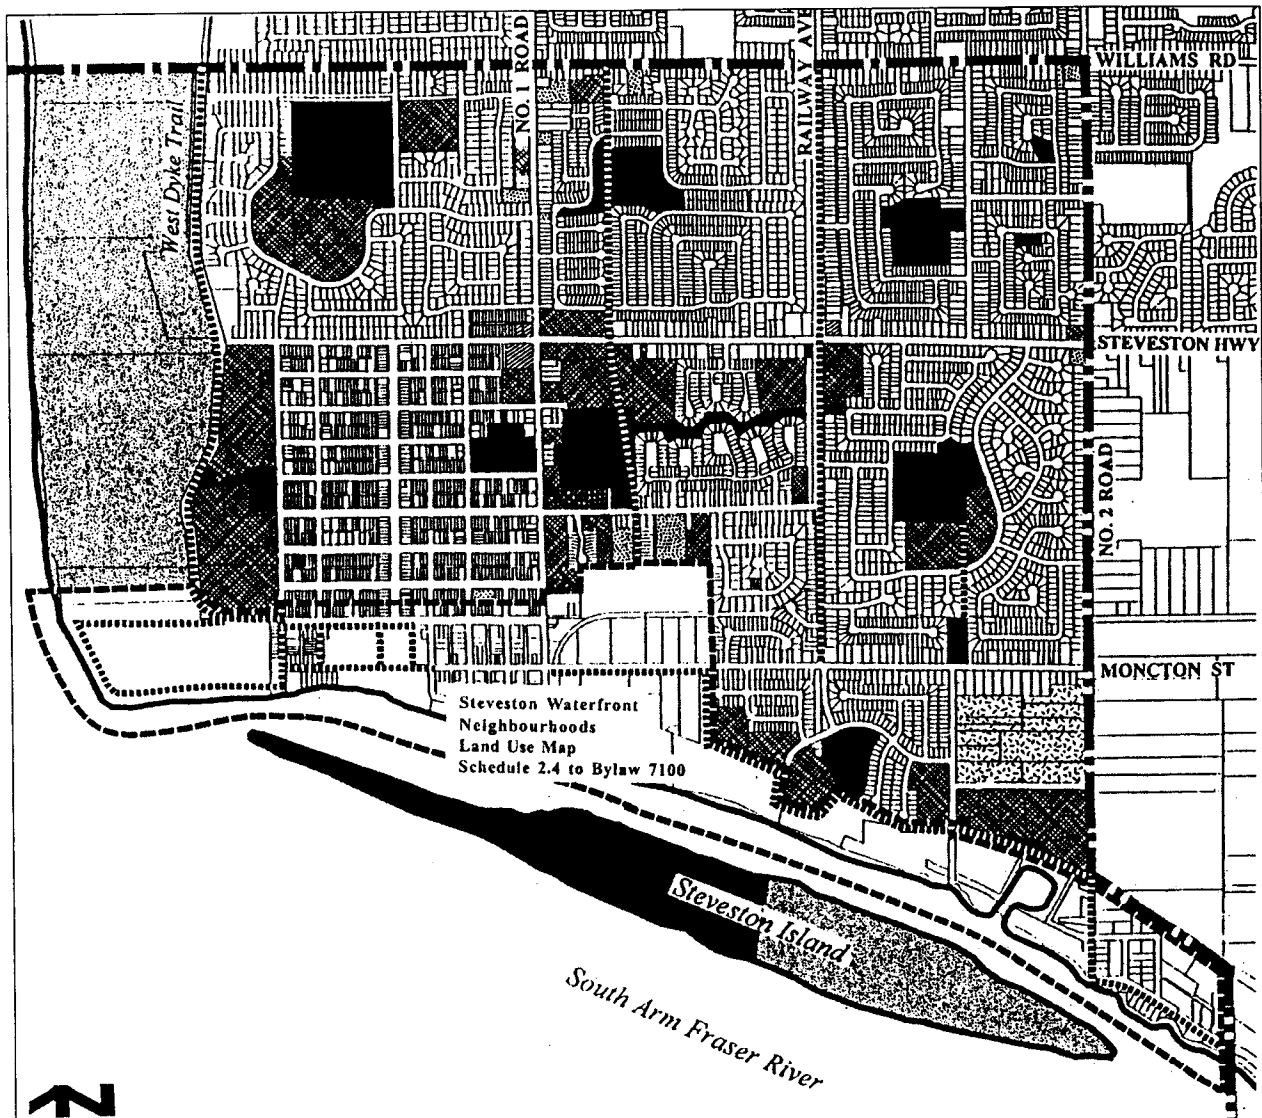 NO. 1 ROAD
RAILWAY AVE
WILLIAMS RD
West Dyke Trail
STEVESTON HWY
NO. 2 ROAD
MONCTON ST
Steveston Waterfront
Neighbourhoods
Land Use Map
Schedule 2.4 to Bylaw 7100
Steveston Island
South Arm Fraser River
N